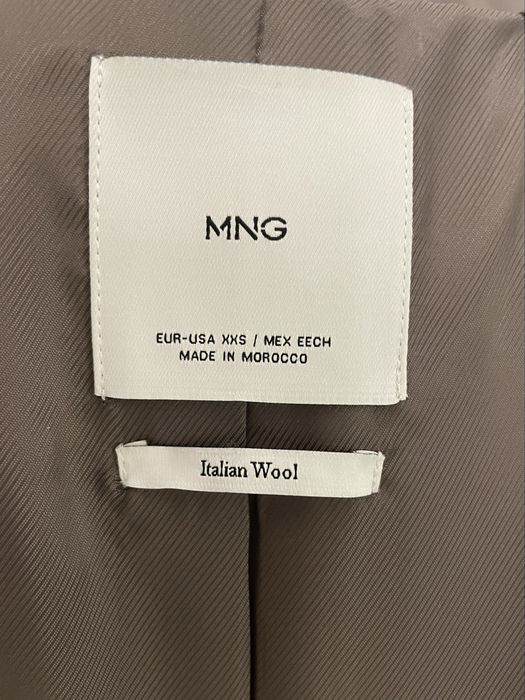 MNG
EUR-USA XXS / MEX EECH
MADE IN MOROCCO
Italian Wool